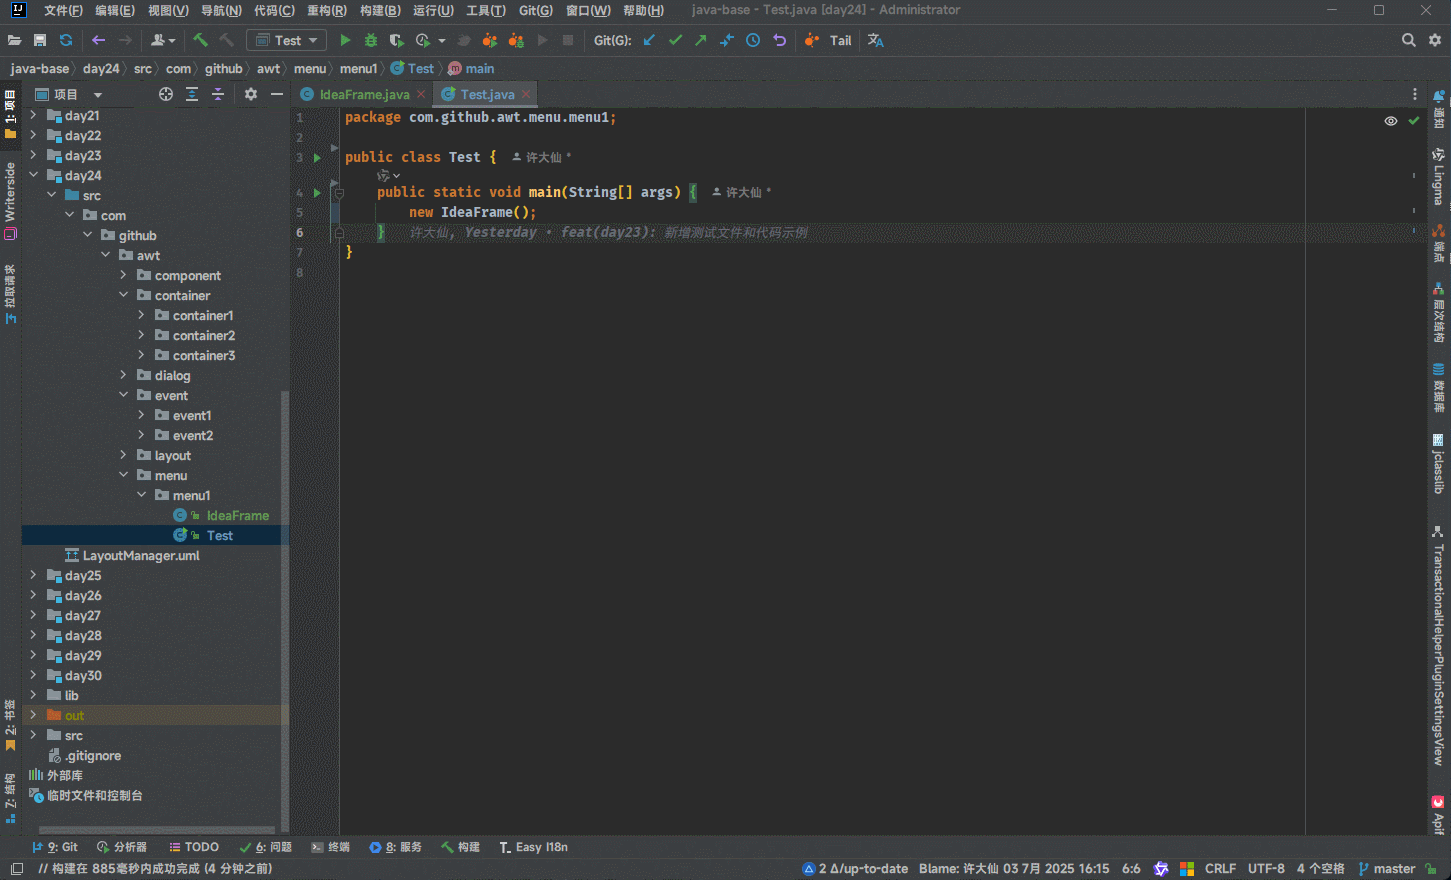 文件(F) 编辑(E) 视图(V) 导航(N) 代码(C) 重构(R) 构建(B) 运行(U) 工具(T) Git(G) 窗口(W) 帮助(H) java-base - Test.java [day24] - Administrator
Test Git(G): Tail
java-base day24 src com github awt menu menu1 Test main
项目 IdeaFrame.java Test.java
1: 项目
Writerside
拉取请求
2: 书签
7: 结构
day21
day22
day23
day24
src
com
github
awt
component
container
container1
container2
container3
dialog
event
event1
event2
layout
menu
menu1
IdeaFrame
Test
LayoutManager.uml
day25
day26
day27
day28
day29
day30
lib
out
src
.gitignore
外部库
临时文件和控制台
1 package com.github.awt.menu.menu1;
2
3 public class Test { 许大仙 *
4 public static void main(String[] args) { 许大仙 *
5 new IdeaFrame();
6 } 许大仙, Yesterday • feat(day23): 新增测试文件和代码示例
7 }
8
通知
Lingma
端点
层次结构
数据库
jclasslib
TransactionalHelperPluginSettingsView
Apif
9: Git 分析器 TODO 6: 问题 终端 8: 服务 构建 Easy I18n
// 构建在 885毫秒内成功完成 (4 分钟之前) 2 Δ/up-to-date Blame: 许大仙 03 7月 2025 16:15 6:6 CRLF UTF-8 4 个空格 master